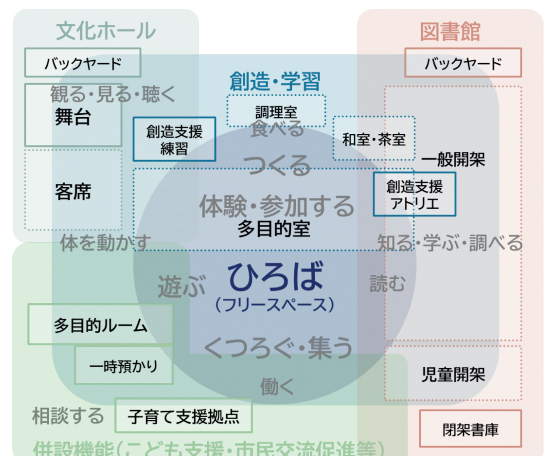 文化ホール
図書館
バックヤード
バックヤード
創造・学習
観る・見る・聴く
舞台
調理室
食べる
創造支援
練習
和室・茶室
つくる
一般開架
客席
創造支援
アトリエ
体験・参加する
多目的室
体を動かす
知る・学ぶ・調べる
遊ぶ
ひろば
読む
（フリースペース）
多目的ルーム
くつろぐ・集う
一時預かり
児童開架
働く
相談する
子育て支援拠点
閉架書庫
併設機能（こども支援・市民交流促進等）